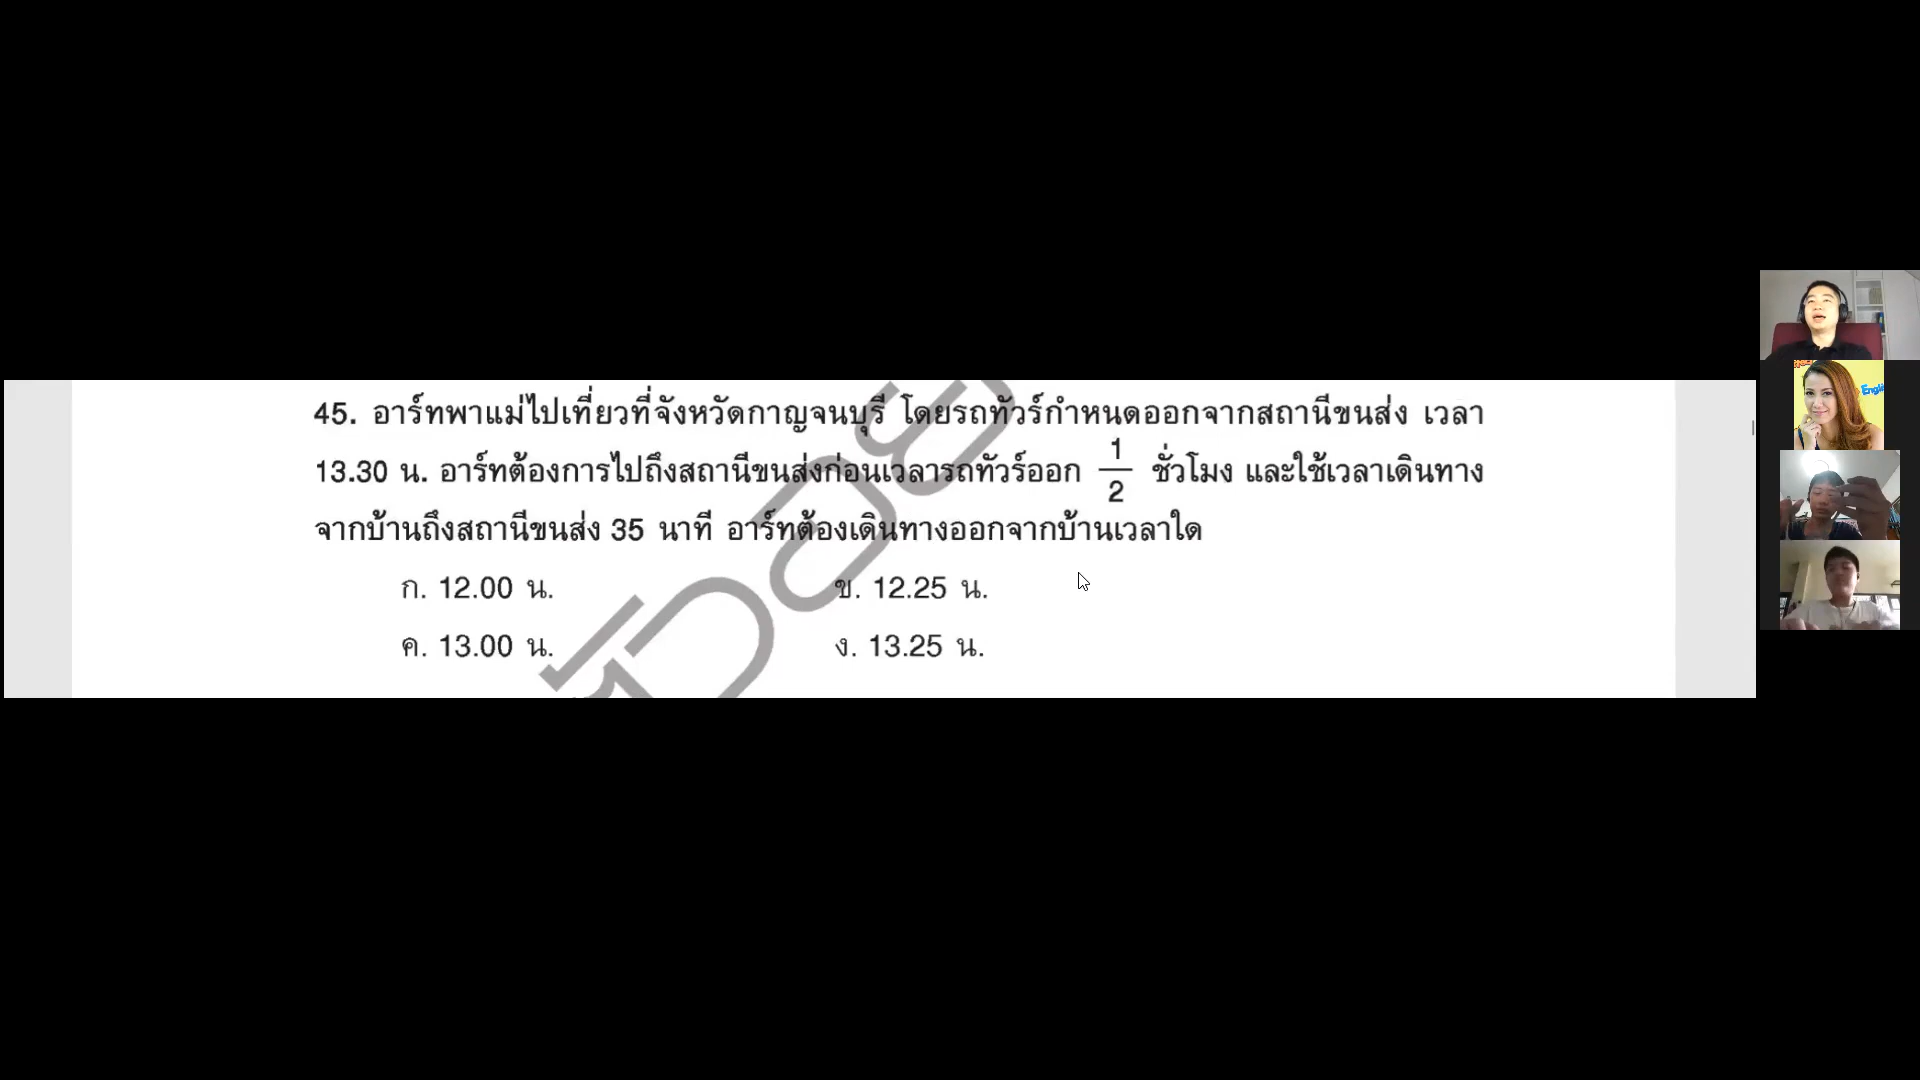 45. อาร์ทพาแม่ไปเที่ยวที่จังหวัดกาญจนบุรี โดยรถทัวร์กำหนดออกจากสถานีขนส่ง เวลา
13.30 น. อาร์ทต้องการไปถึงสถานีขนส่งก่อนเวลารถทัวร์ออก 1/2 ชั่วโมง และใช้เวลาเดินทาง
จากบ้านถึงสถานีขนส่ง 35 นาที อาร์ทต้องเดินทางออกจากบ้านเวลาใด
ก. 12.00 น. ข. 12.25 น.
ค. 13.00 น. ง. 13.25 น.